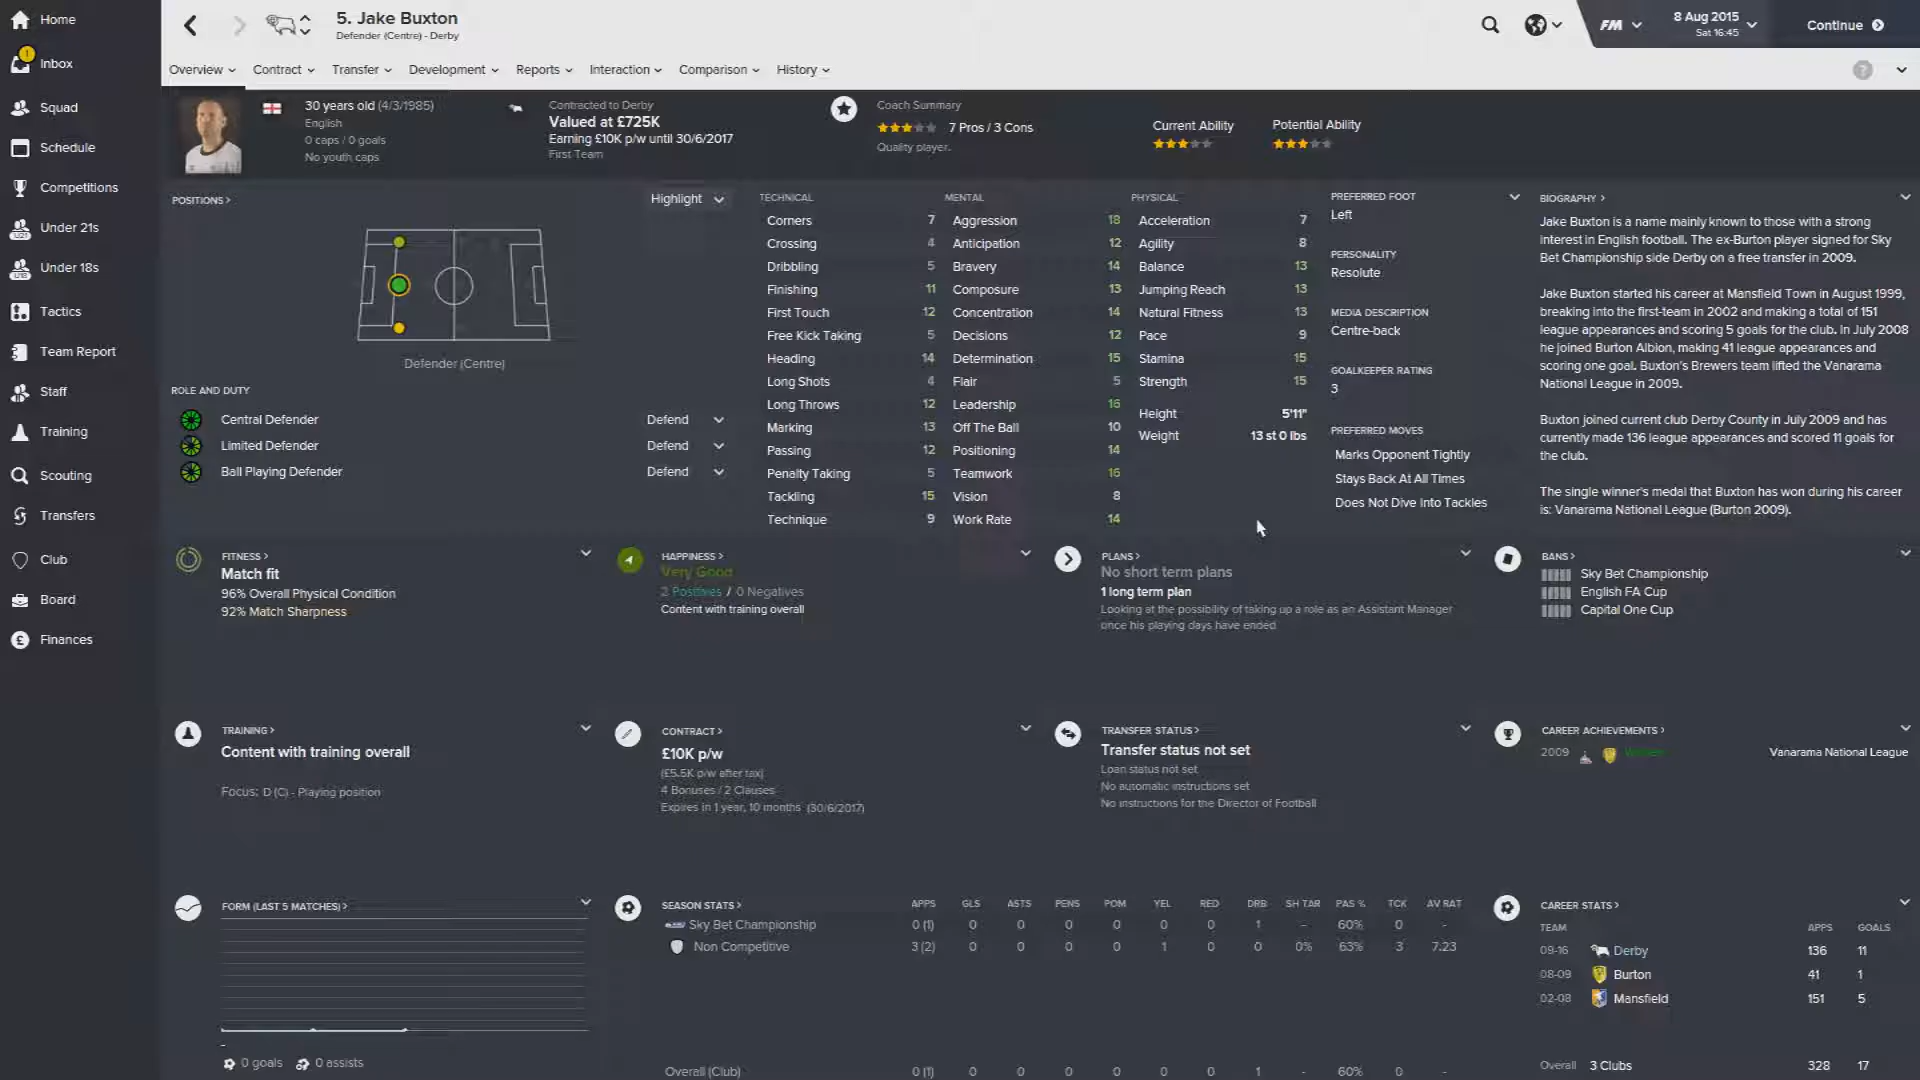 Home
Inbox
Squad
Schedule
Competitions
Under 21s
Under 18s
Tactics
Team Report
Staff
Training
Scouting
Transfers
Club
Board
Finances
5. Jake Buxton
Defender (Centre) - Derby
FM
8 Aug 2015
Sat 16:45
Continue
Overview Contract Transfer Development Reports Interaction Comparison History
30 years old (4/3/1985)
English
0 caps / 0 goals
No youth caps
Contracted to Derby
Valued at £725K
Earning £10K p/w until 30/6/2017
First Team
Coach Summary
7 Pros / 3 Cons
Quality player.
Current Ability
Potential Ability
POSITIONS >
Highlight
Defender (Centre)
ROLE AND DUTY
Central Defender Defend
Limited Defender Defend
Ball Playing Defender Defend
TECHNICAL
Corners 7
Crossing 4
Dribbling 5
Finishing 11
First Touch 12
Free Kick Taking 5
Heading 14
Long Shots 4
Long Throws 12
Marking 13
Passing 12
Penalty Taking 5
Tackling 15
Technique 9
MENTAL
Aggression 18
Anticipation 12
Bravery 14
Composure 13
Concentration 14
Decisions 12
Determination 15
Flair 5
Leadership 16
Off The Ball 10
Positioning 14
Teamwork 16
Vision 8
Work Rate 14
PHYSICAL
Acceleration 7
Agility 8
Balance 13
Jumping Reach 13
Natural Fitness 13
Pace 9
Stamina 15
Strength 15
Height 5'11"
Weight 13 st 0 lbs
PREFERRED FOOT
Left
PERSONALITY
Resolute
MEDIA DESCRIPTION
Centre-back
GOALKEEPER RATING
3
PREFERRED MOVES
Marks Opponent Tightly
Stays Back At All Times
Does Not Dive Into Tackles
BIOGRAPHY >
Jake Buxton is a name mainly known to those with a strong
interest in English football. The ex-Burton player signed for Sky
Bet Championship side Derby on a free transfer in 2009.
Jake Buxton started his career at Mansfield Town in August 1999,
breaking into the first-team in 2002 and making a total of 151
league appearances and scoring 5 goals for the club. In July 2008
he joined Burton Albion, making 41 league appearances and
scoring one goal. Buxton's Brewers team lifted the Vanarama
National League in 2009.
Buxton joined current club Derby County in July 2009 and has
currently made 136 league appearances and scored 11 goals for
the club.
The single winner's medal that Buxton has won during his career
is: Vanarama National League (Burton 2009).
FITNESS >
Match fit
96% Overall Physical Condition
92% Match Sharpness
HAPPINESS >
Very Good
2 Positives / 0 Negatives
Content with training overall
PLANS >
No short term plans
1 long term plan
Looking at the possibility of taking up a role as an Assistant Manager
once his playing days have ended
BANS >
Sky Bet Championship
English FA Cup
Capital One Cup
TRAINING >
Content with training overall
Focus: D (C) - Playing position
CONTRACT >
£10K p/w
(£5.5K p/w after tax)
4 Bonuses / 2 Clauses
Expires in 1 year, 10 months (30/6/2017)
TRANSFER STATUS >
Transfer status not set
Loan status not set
No automatic instructions set
No instructions for the Director of Football
CAREER ACHIEVEMENTS >
2009 Vanarama National League
FORM (LAST 5 MATCHES) >
-
0 goals 0 assists
SEASON STATS > APPS GLS ASTS PENS POM YEL RED DRB SH TAR PAS % TCK AV RAT
Sky Bet Championship 0 (1) 0 0 0 0 0 0 1 - 60% 0 -
Non Competitive 3 (2) 0 0 0 0 1 0 0 0% 63% 3 7.23
Overall (Club) 0 (1) 0 0 0 0 0 0 1 - 60% 0 -
CAREER STATS >
TEAM APPS GOALS
09-16 Derby 136 11
08-09 Burton 41 1
02-08 Mansfield 151 5
Overall 3 Clubs 328 17